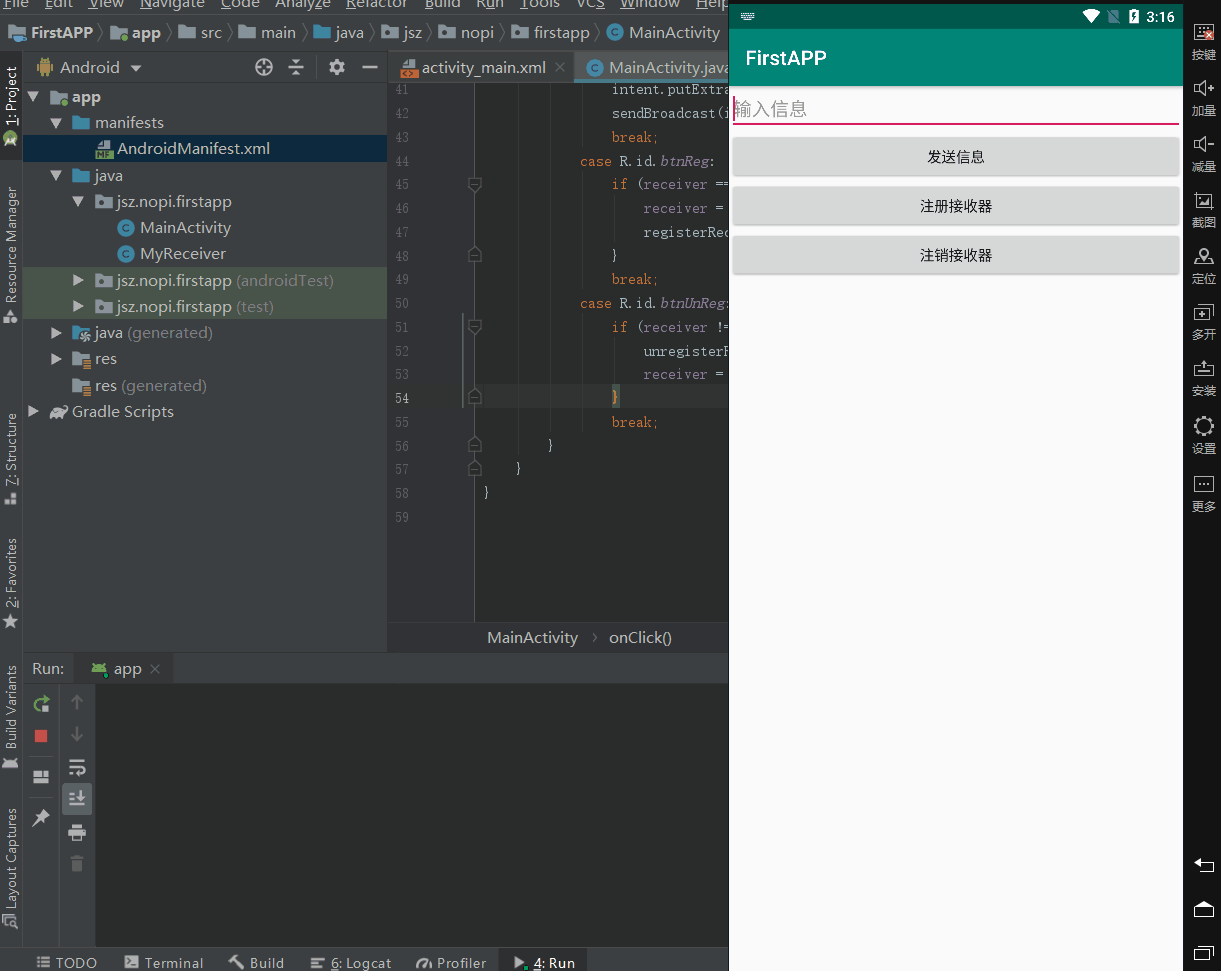 File Edit View Navigate Code Analyze Refactor Build Run Tools VCS Window Help
FirstAPP app src main java jsz nopi firstapp MainActivity
Android
activity_main.xml MainActivity.java
1: Project
Resource Manager
7: Structure
2: Favorites
Build Variants
Layout Captures
app
manifests
MF AndroidManifest.xml
java
jsz.nopi.firstapp
C MainActivity
C MyReceiver
jsz.nopi.firstapp (androidTest)
jsz.nopi.firstapp (test)
java (generated)
res
res (generated)
Gradle Scripts
41 intent.putExtra
42 sendBroadcast(i
43 break;
44 case R.id.btnReg:
45 if (receiver ==
46 receiver =
47 registerRec
48 }
49 break;
50 case R.id.btnUnReg:
51 if (receiver !=
52 unregisterR
53 receiver =
54 }
55 break;
56 }
57 }
58 }
59
MainActivity onClick()
Run: app
TODO Terminal Build 6: Logcat Profiler 4: Run
3:16
FirstAPP
输入信息
发送信息
注册接收器
注销接收器
按键
加量
减量
截图
定位
多开
安装
设置
更多